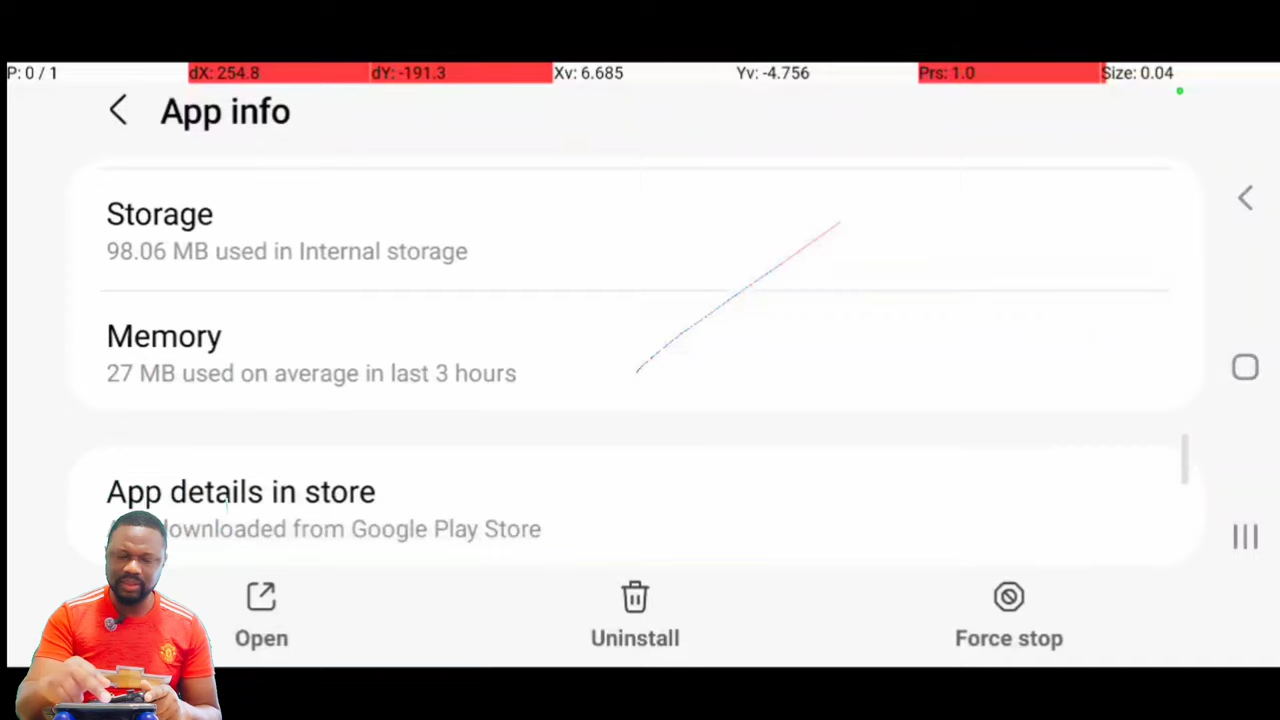 P: 0 / 1 dX: 254.8 dY: -191.3 Xv: 6.685 Yv: -4.756 Prs: 1.0 Size: 0.04
App info
Storage
98.06 MB used in Internal storage
Memory
27 MB used on average in last 3 hours
App details in store
downloaded from Google Play Store
Open Uninstall Force stop